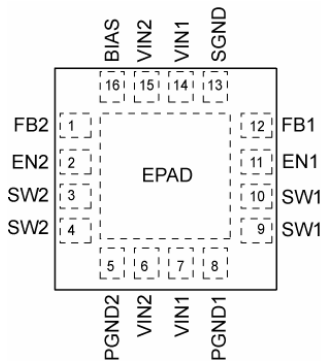 BIAS VIN2 VIN1 SGND
16 15 14 13
FB2 1 12 FB1
EN2 2 11 EN1
EPAD
SW2 3 10 SW1
SW2 4 9 SW1
5 6 7 8
PGND2 VIN2 VIN1 PGND1